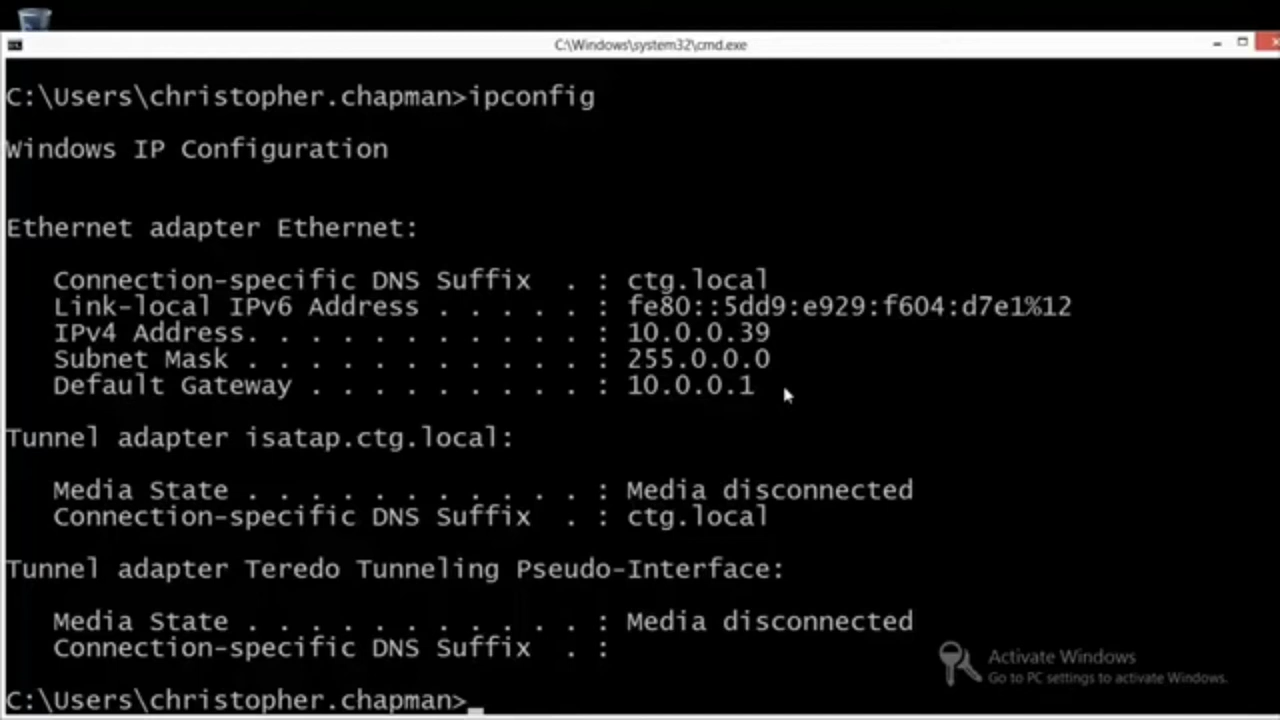 C:\Windows\system32\cmd.exe
C:\Users\christopher.chapman>ipconfig
Windows IP Configuration
Ethernet adapter Ethernet:
Connection-specific DNS Suffix  . : ctg.local
Link-local IPv6 Address . . . . . : fe80::5dd9:e929:f604:d7e1%12
IPv4 Address. . . . . . . . . . . : 10.0.0.39
Subnet Mask . . . . . . . . . . . : 255.0.0.0
Default Gateway . . . . . . . . . : 10.0.0.1
Tunnel adapter isatap.ctg.local:
Media State . . . . . . . . . . . : Media disconnected
Connection-specific DNS Suffix  . : ctg.local
Tunnel adapter Teredo Tunneling Pseudo-Interface:
Media State . . . . . . . . . . . : Media disconnected
Connection-specific DNS Suffix  . :
Activate Windows
Go to PC settings to activate Windows.
C:\Users\christopher.chapman>